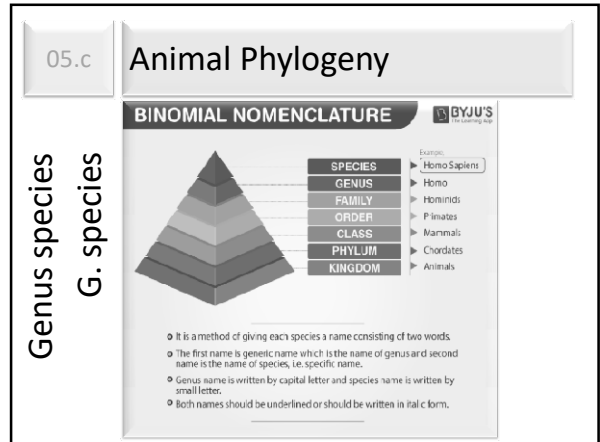 05.c
Animal Phylogeny
Genus species
G. species
BINOMIAL NOMENCLATURE
BYJU'S
The Learning App
Example:
SPECIES
Homo Sapiens
GENUS
Homo
FAMILY
Hominids
ORDER
Primates
CLASS
Mammals
PHYLUM
Chordates
KINGDOM
Animals
It is a method of giving each species a name consisting of two words.
The first name is generic name which is the name of genus and second
name is the name of species, i.e. specific name.
Genus name is written by capital letter and species name is written by
small letter.
Both names should be underlined or should be written in italic form.